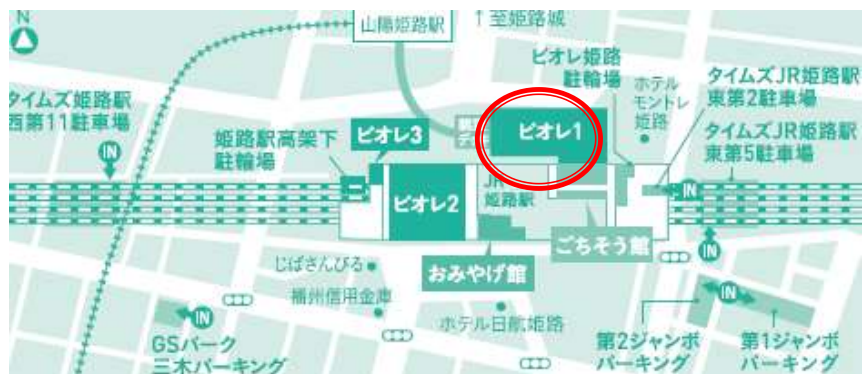 N
山陽姫路駅
↑至姫路城
ピオレ姫路
駐輪場
ホテル
モントレ
姫路
タイムズJR姫路駅
東第2駐車場
タイムズJR姫路駅
東第5駐車場
タイムズ姫路駅
西第11駐車場
IN
姫路駅高架下
駐輪場
ピオレ3
ピオレ1
ピオレ2
JR
姫路駅
IN
IN
ごちそう館
おみやげ館
じばさんびる
播州信用金庫
ホテル日航姫路
IN
GSパーク
三木パーキング
IN
第2ジャンボ
パーキング
第1ジャンボ
パーキング